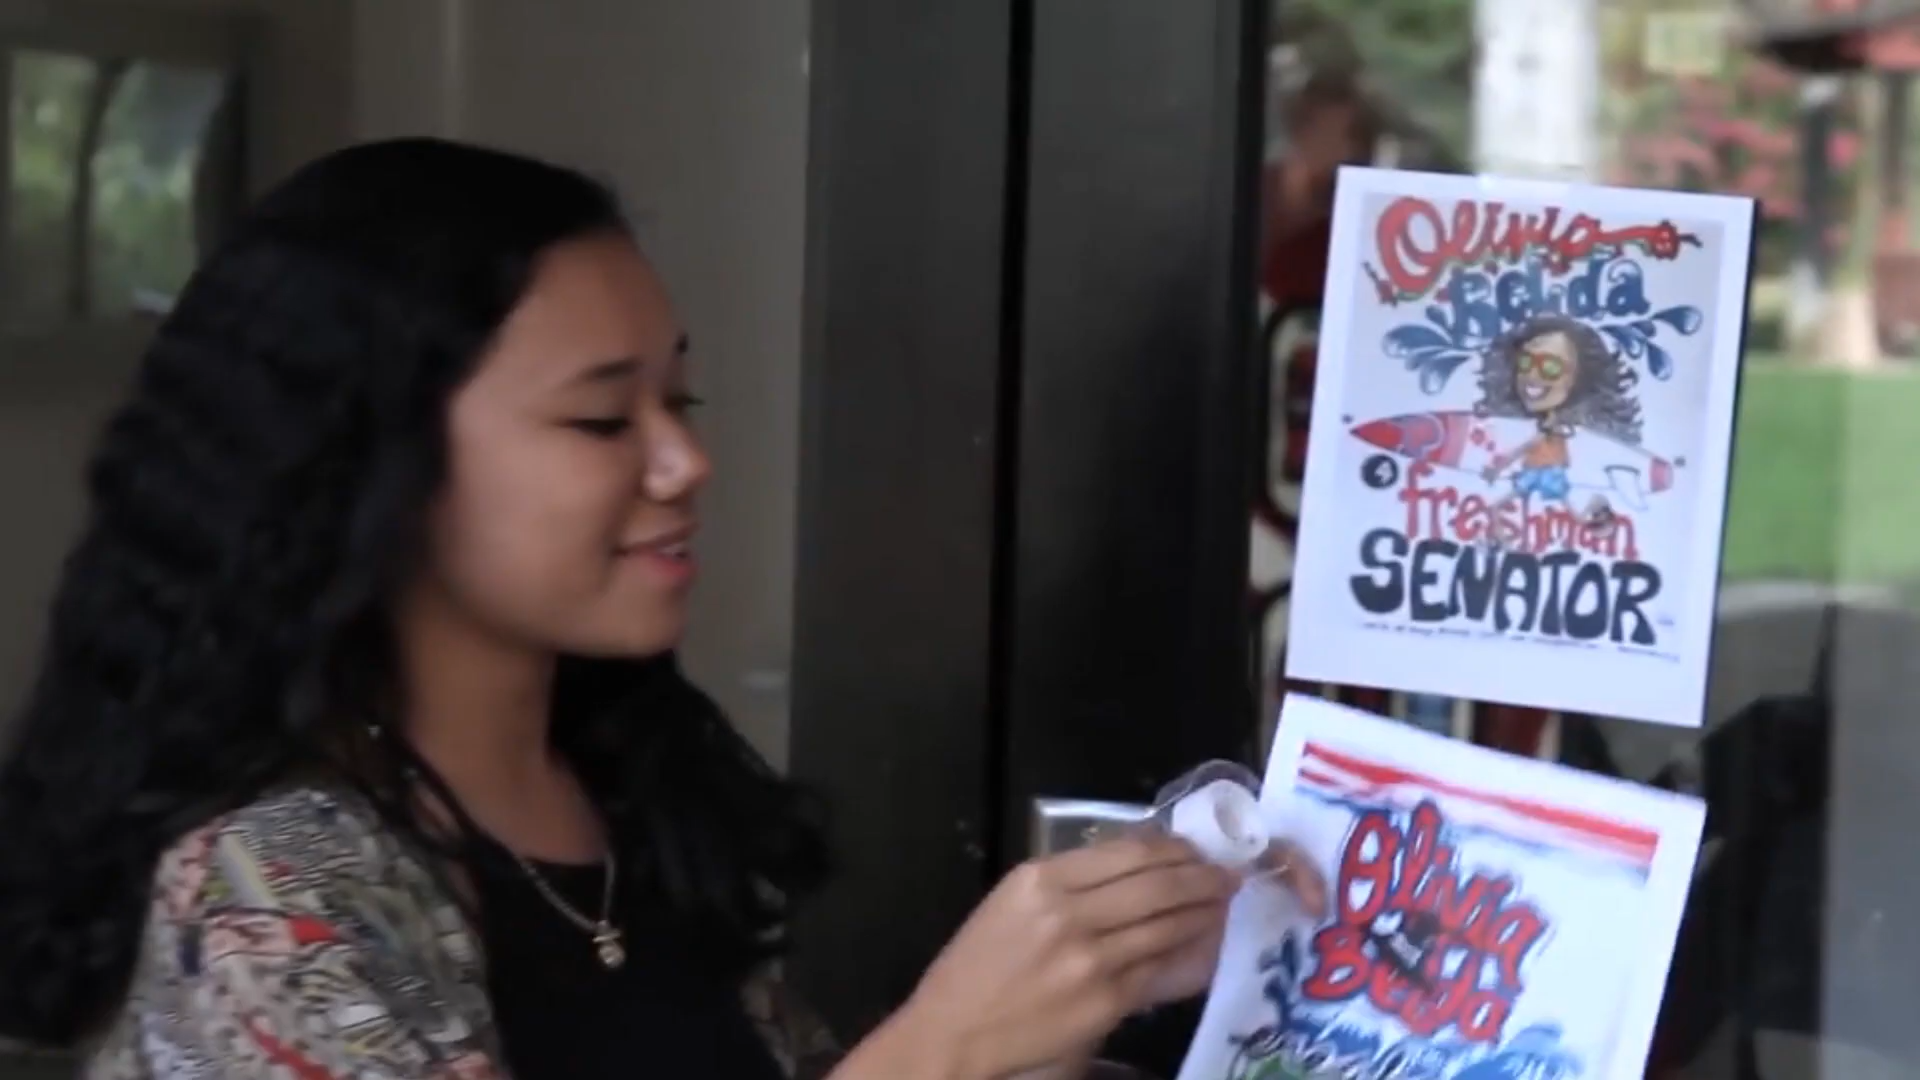 Olivia
Belda
4
freshman
SENATOR
Olivia
Belda